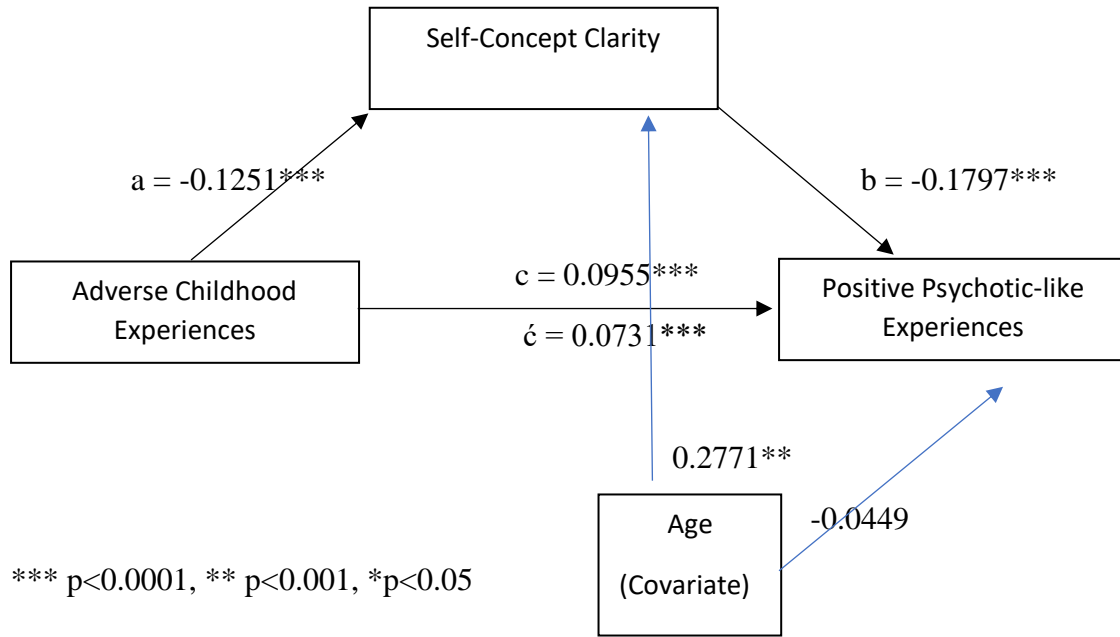 Self-Concept Clarity
a = -0.1251***
b = -0.1797***
Adverse Childhood
Experiences
c = 0.0955***
ć = 0.0731***
Positive Psychotic-like
Experiences
0.2771**
Age
(Covariate)
-0.0449
*** p<0.0001, ** p<0.001, *p<0.05